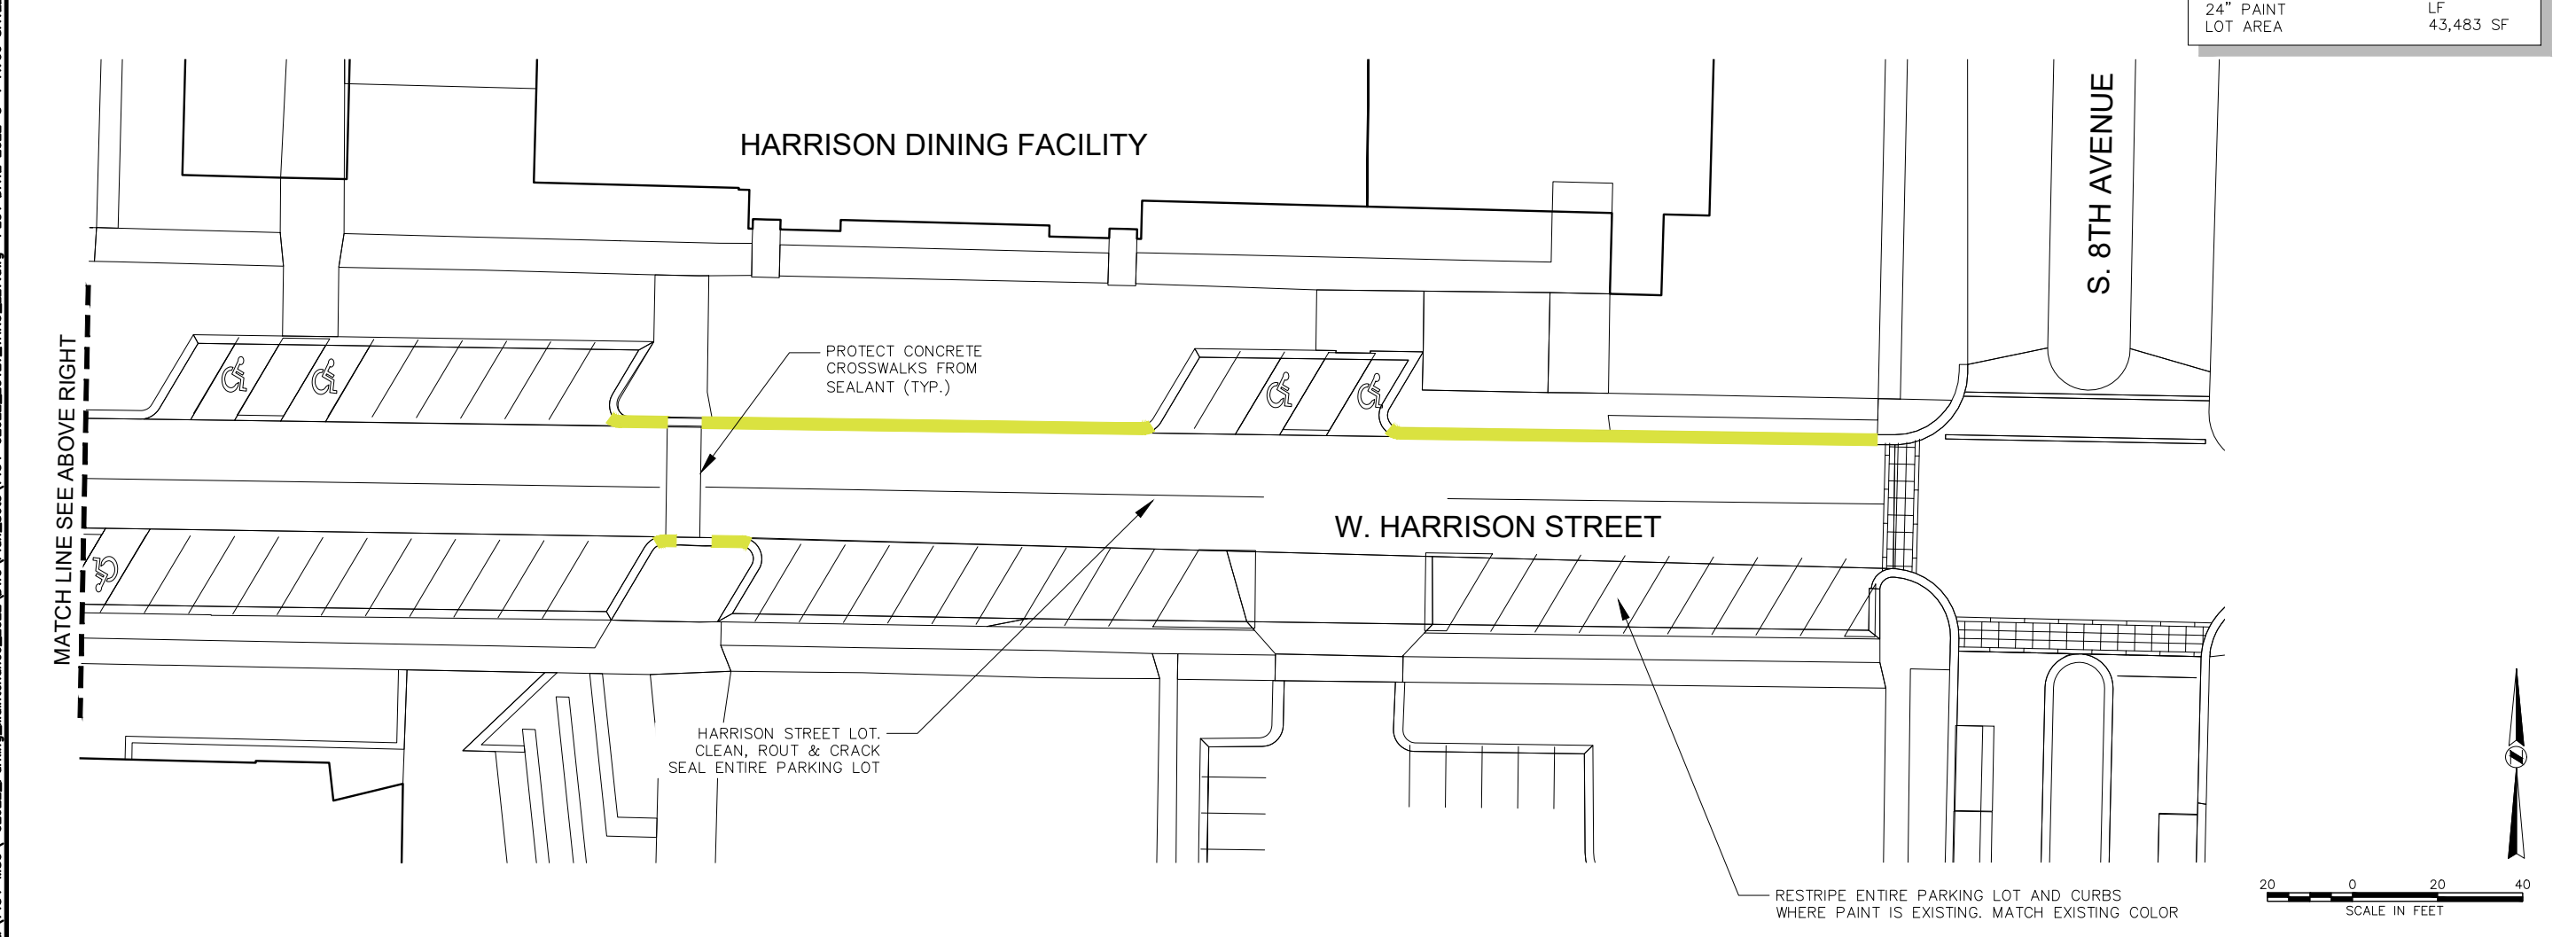 24” PAINT LF
LOT AREA 43,483 SF
HARRISON DINING FACILITY
S. 8TH AVENUE
MATCH LINE SEE ABOVE RIGHT
PROTECT CONCRETE
CROSSWALKS FROM
SEALANT (TYP.)
W. HARRISON STREET
HARRISON STREET LOT.
CLEAN, ROUT & CRACK
SEAL ENTIRE PARKING LOT
RESTRIPE ENTIRE PARKING LOT AND CURBS
WHERE PAINT IS EXISTING. MATCH EXISTING COLOR
20 0 20 40
SCALE IN FEET